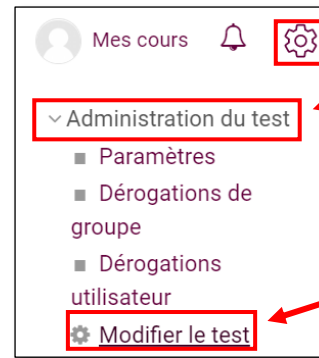 Mes cours
Administration du test
Paramètres
Dérogations de
groupe
Dérogations
utilisateur
Modifier le test